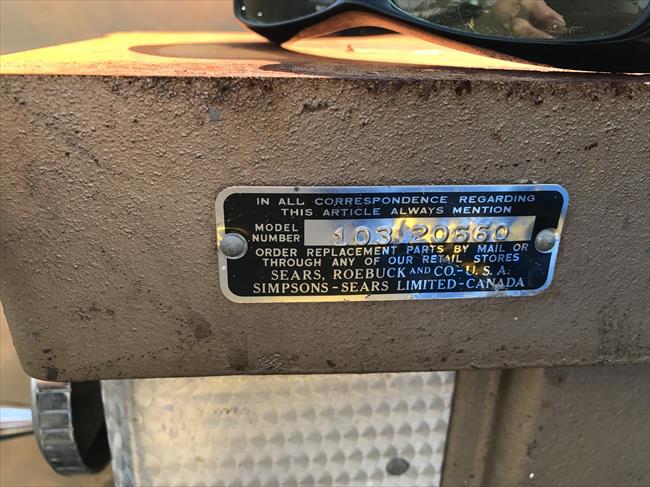 IN ALL CORRESPONDENCE REGARDING
THIS ARTICLE ALWAYS MENTION
MODEL
NUMBER 103.20660
ORDER REPLACEMENT PARTS BY MAIL OR
THROUGH ANY OF OUR RETAIL STORES
SEARS, ROEBUCK AND CO.-U.S.A.
SIMPSONS-SEARS LIMITED-CANADA